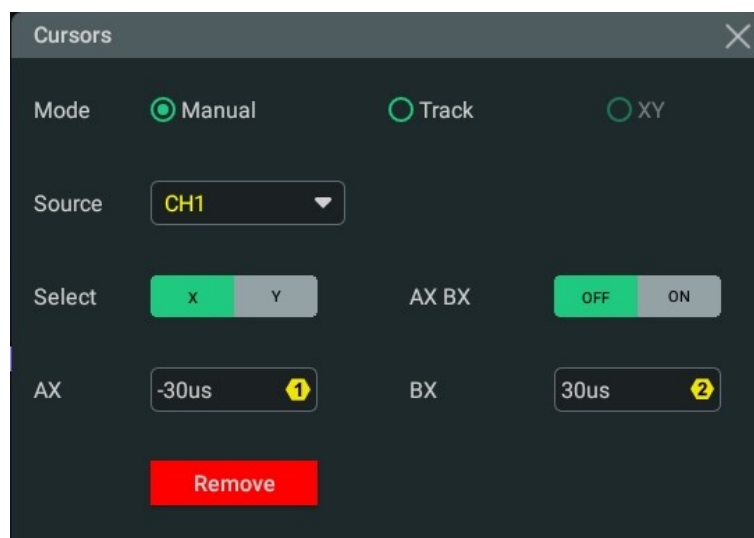 Cursors
Mode Manual Track XY
Source CH1
Select X Y AX BX OFF ON
AX -30us 1 BX 30us 2
Remove